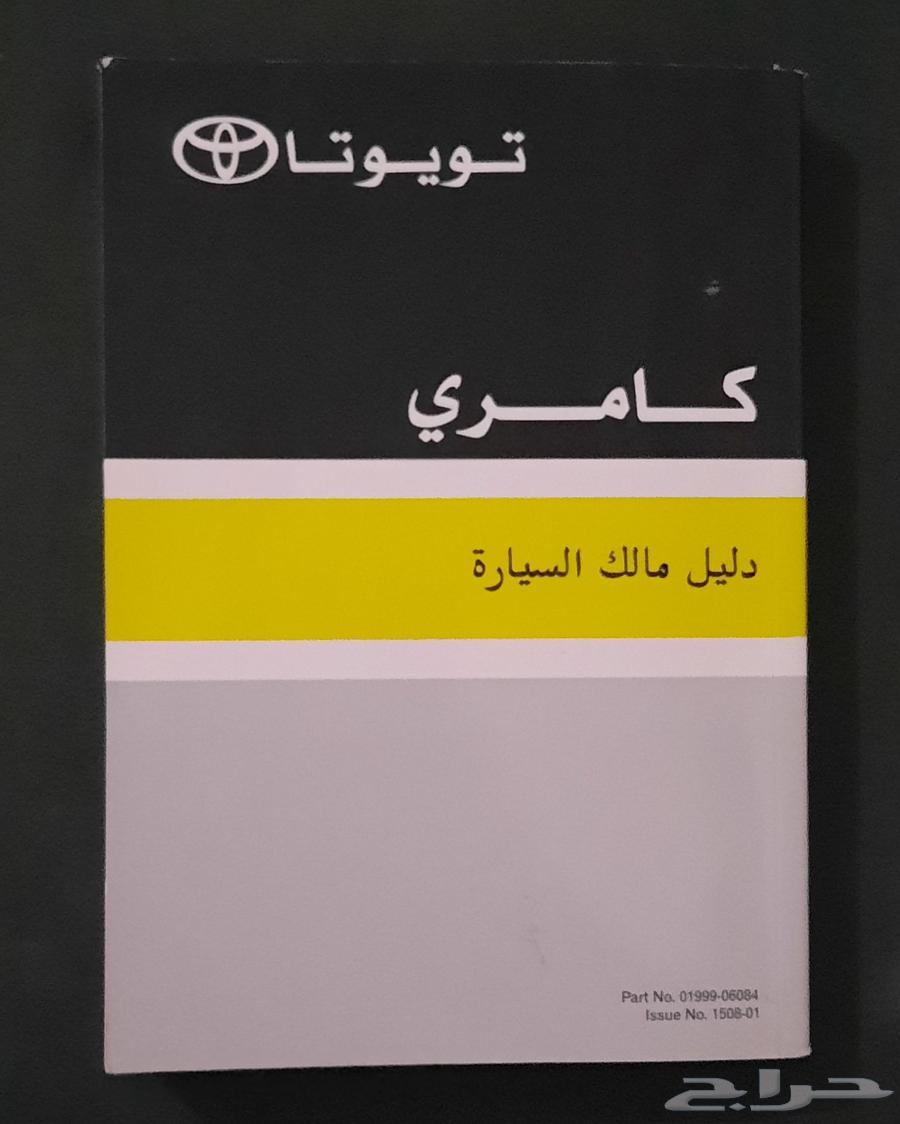 تويوتا
كامري
دليل مالك السيارة
Part No. 01999-06084
Issue No. 1508-01
حراج